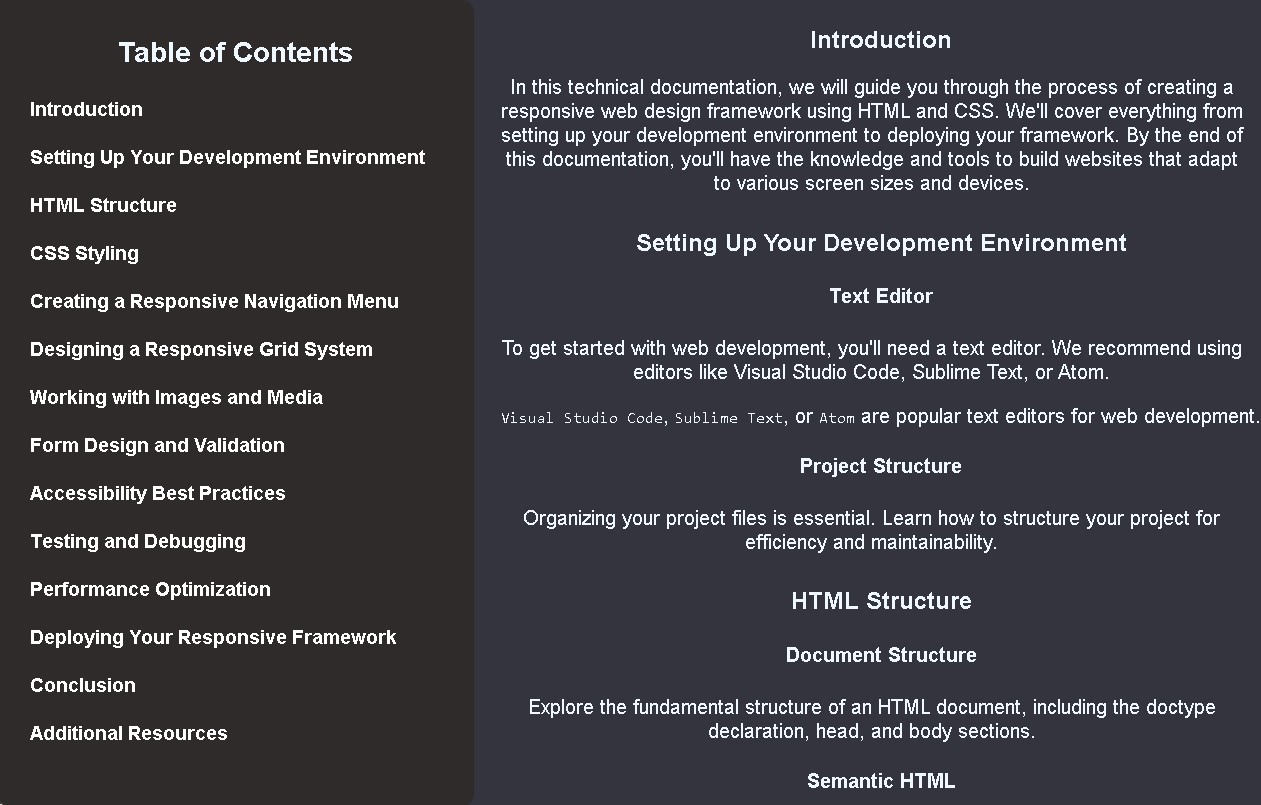 Table of Contents
Introduction
Setting Up Your Development Environment
HTML Structure
CSS Styling
Creating a Responsive Navigation Menu
Designing a Responsive Grid System
Working with Images and Media
Form Design and Validation
Accessibility Best Practices
Testing and Debugging
Performance Optimization
Deploying Your Responsive Framework
Conclusion
Additional Resources
Introduction
In this technical documentation, we will guide you through the process of creating a
responsive web design framework using HTML and CSS. We'll cover everything from
setting up your development environment to deploying your framework. By the end of
this documentation, you'll have the knowledge and tools to build websites that adapt
to various screen sizes and devices.
Setting Up Your Development Environment
Text Editor
To get started with web development, you'll need a text editor. We recommend using
editors like Visual Studio Code, Sublime Text, or Atom.
Visual Studio Code, Sublime Text, or Atom are popular text editors for web development.
Project Structure
Organizing your project files is essential. Learn how to structure your project for
efficiency and maintainability.
HTML Structure
Document Structure
Explore the fundamental structure of an HTML document, including the doctype
declaration, head, and body sections.
Semantic HTML